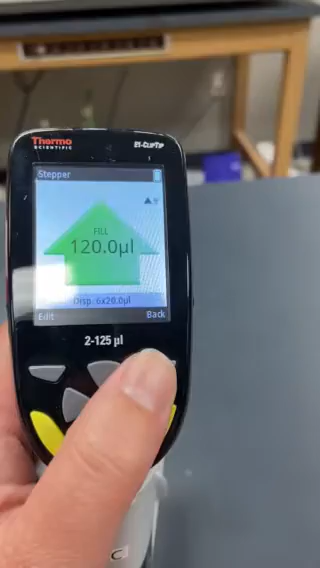 Thermo
SCIENTIFIC
E1-ClipTip
Stepper
FILL
120.0µl
Disp: 6x20.0µl
Edit
Back
2-125 µl
C